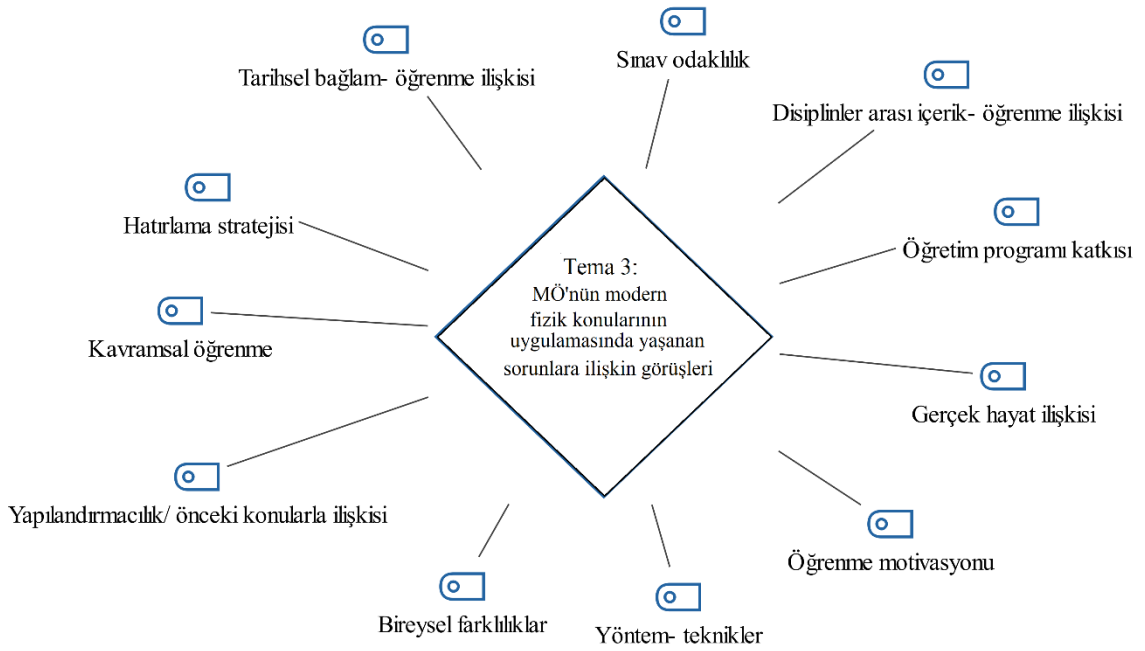 Sınav odaklılık
Tarihsel bağlam- öğrenme ilişkisi
Disiplinler arası içerik- öğrenme ilişkisi
Hatırlama stratejisi
Öğretim programı katkısı
Tema 3:
MÖ'nün modern
fizik konularının
uygulamasında yaşanan
sorunlara ilişkin görüşleri
Kavramsal öğrenme
Gerçek hayat ilişkisi
Yapılandırmacılık/ önceki konularla ilişkisi
Öğrenme motivasyonu
Bireysel farklılıklar
Yöntem- teknikler